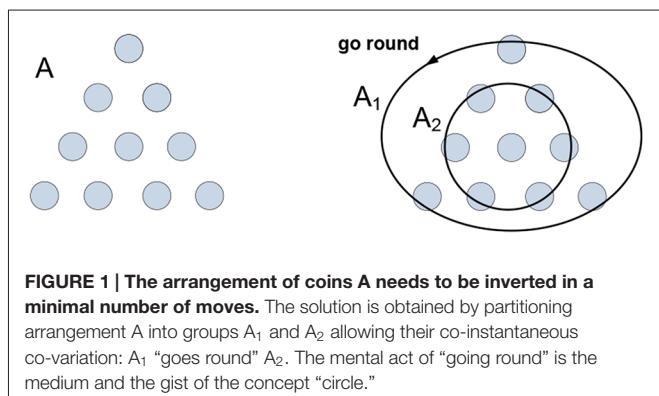 A
go round
A₁
A₂
FIGURE 1 | The arrangement of coins A needs to be inverted in a
minimal number of moves. The solution is obtained by partitioning
arrangement A into groups A₁ and A₂ allowing their co-instantaneous
co-variation: A₁ “goes round” A₂. The mental act of “going round” is the
medium and the gist of the concept “circle.”